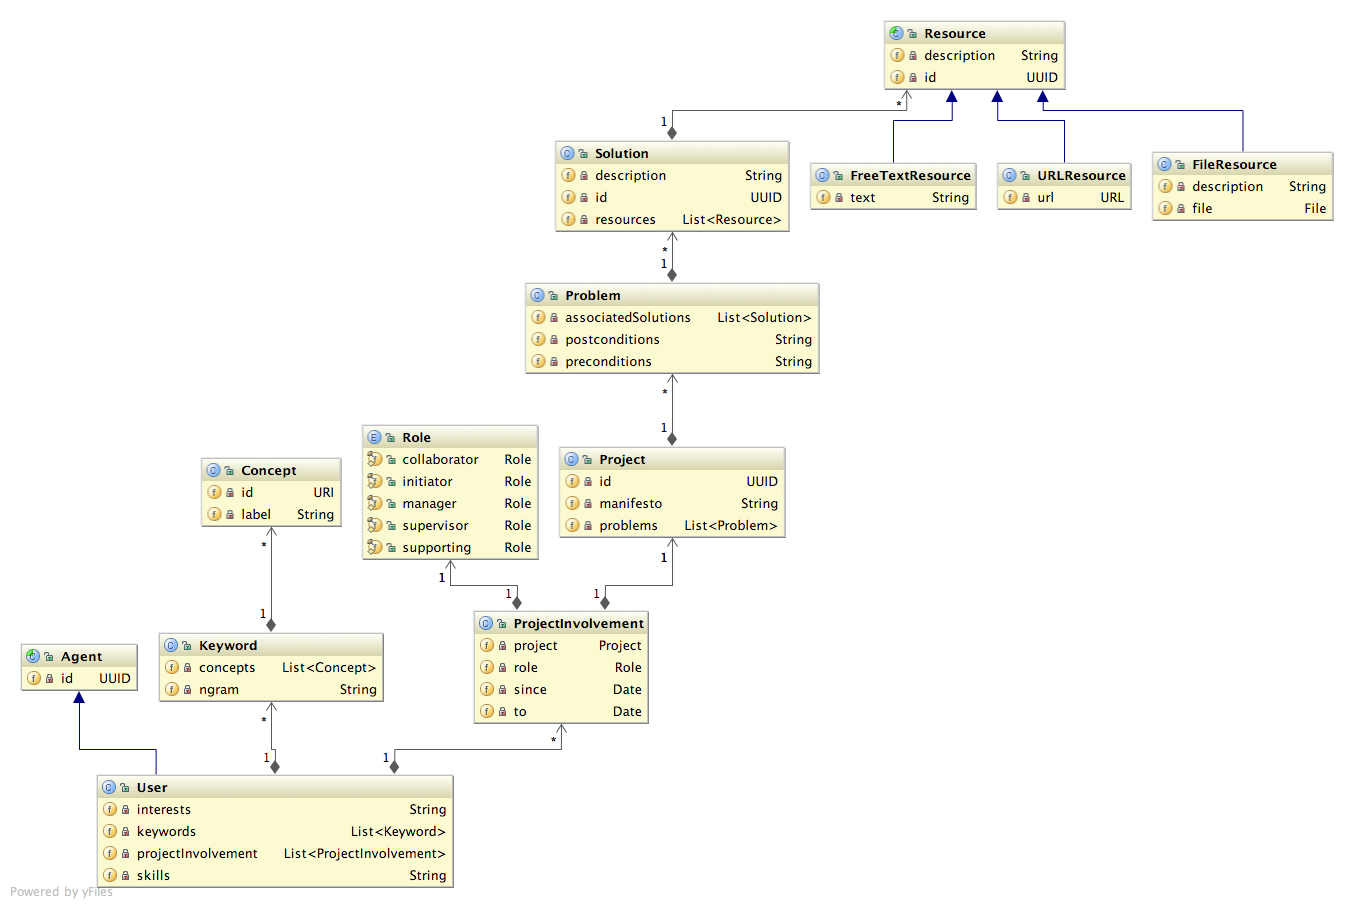 Resource
description String
id UUID
*
1
Solution
description String
id UUID
resources List<Resource>
FreeTextResource
text String
URLResource
url URL
FileResource
description String
file File
*
1
Problem
associatedSolutions List<Solution>
postconditions String
preconditions String
*
1
Role
collaborator Role
initiator Role
manager Role
supervisor Role
supporting Role
Project
id UUID
manifesto String
problems List<Problem>
Concept
id URI
label String
*
1
1
1
1
1
ProjectInvolvement
project Project
role Role
since Date
to Date
Agent
id UUID
Keyword
concepts List<Concept>
ngram String
*
1
*
1
User
interests String
keywords List<Keyword>
projectInvolvement List<ProjectInvolvement>
skills String
Powered by yFiles